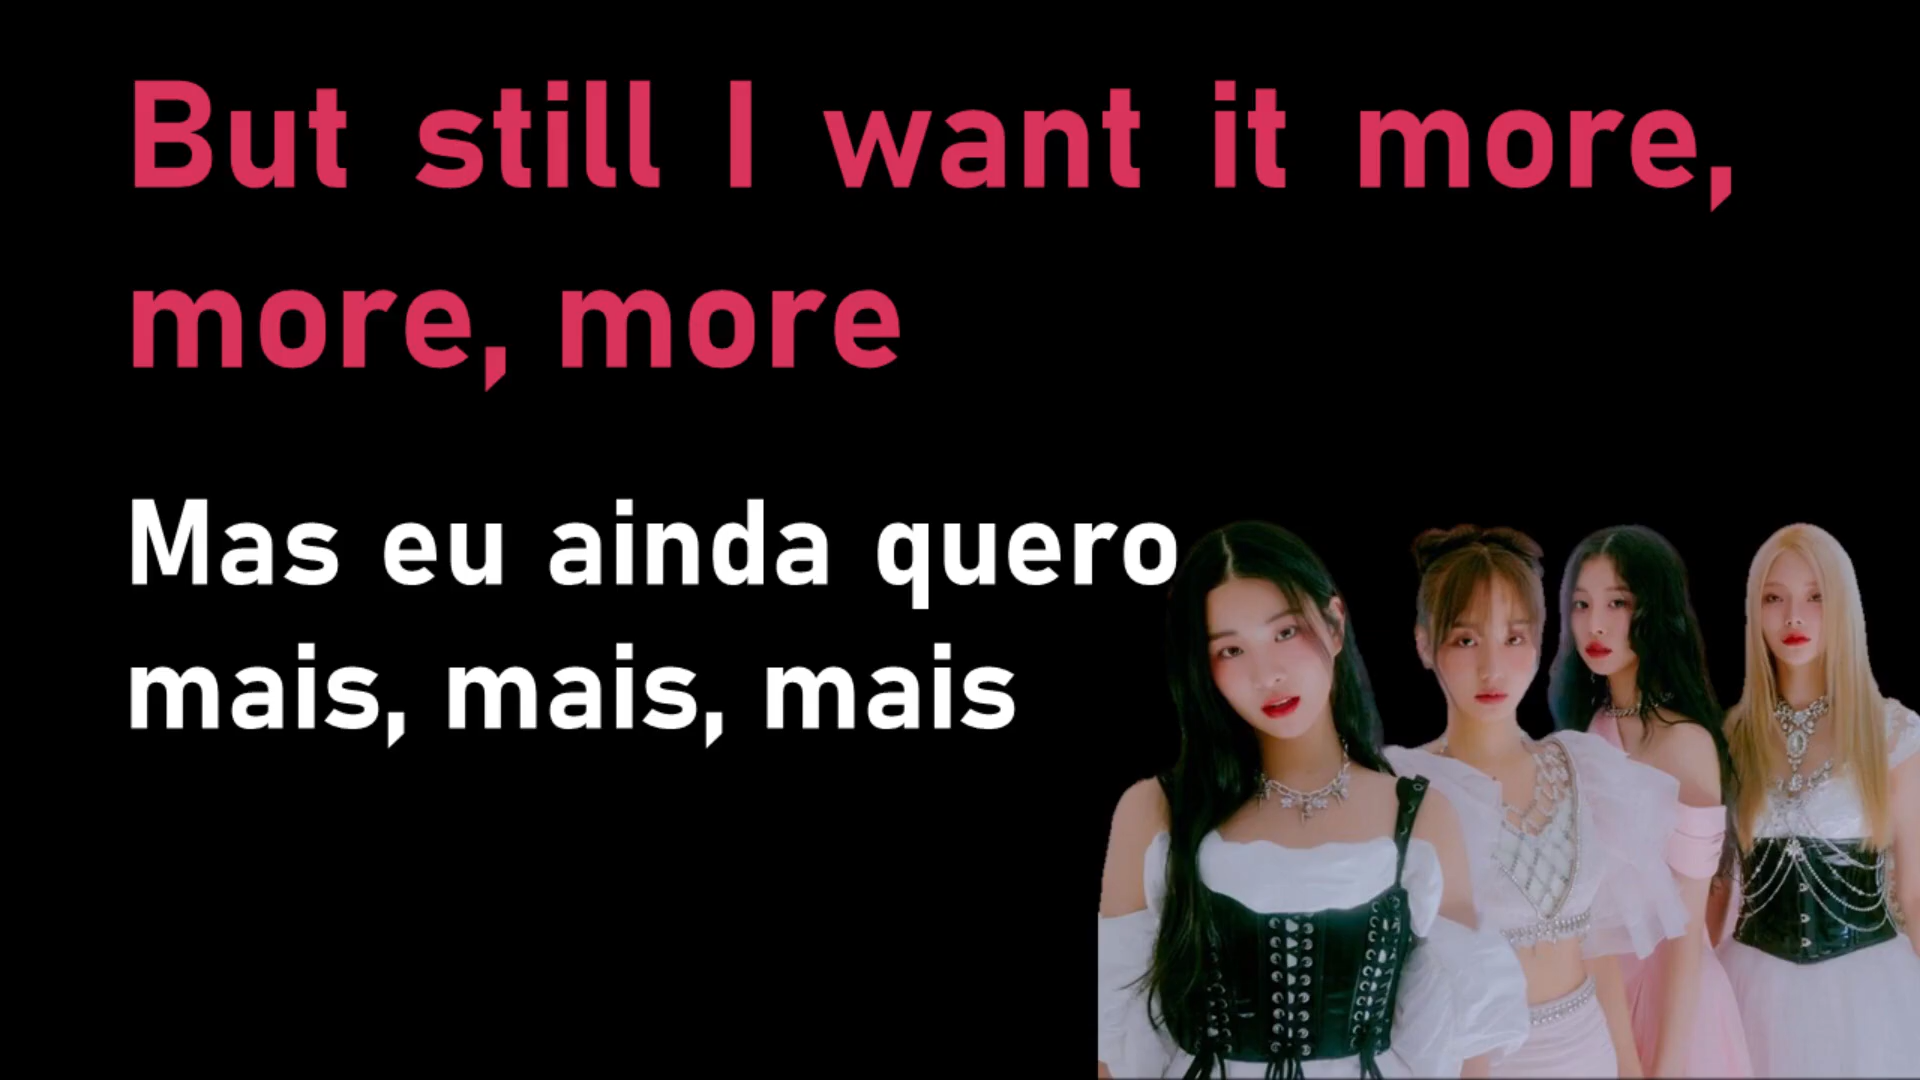 But still I want it more,
more, more
Mas eu ainda quero
mais, mais, mais